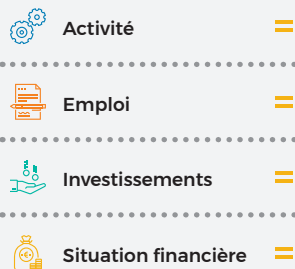 Activité =
Emploi =
Investissements =
Situation financière =